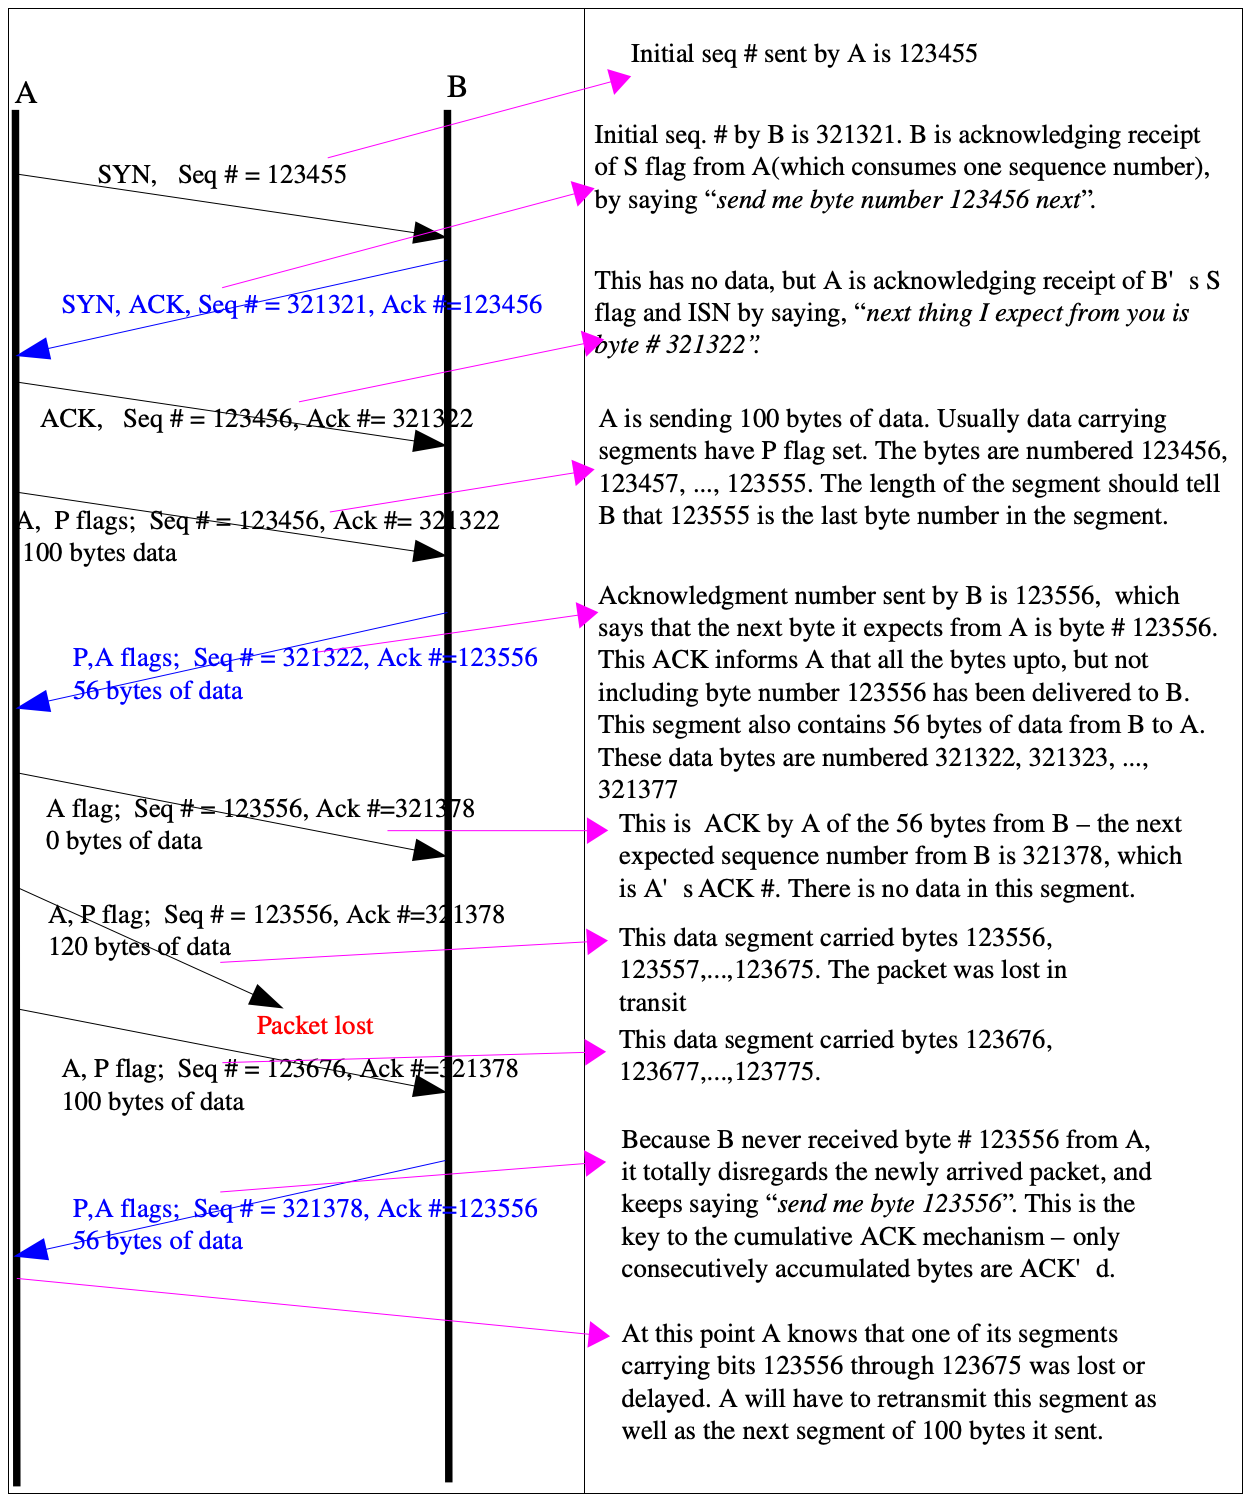 Initial seq # sent by A is 123455
A
B
SYN,   Seq # = 123455
Initial seq. # by B is 321321. B is acknowledging receipt
of S flag from A(which consumes one sequence number),
by saying “send me byte number 123456 next”.
SYN, ACK, Seq # = 321321, Ack #=123456
This has no data, but A is acknowledging receipt of B'  s S
flag and ISN by saying, “next thing I expect from you is
byte # 321322”.
ACK,   Seq # = 123456, Ack #= 321322
A is sending 100 bytes of data. Usually data carrying
segments have P flag set. The bytes are numbered 123456,
123457, ..., 123555. The length of the segment should tell
B that 123555 is the last byte number in the segment.
A,  P flags;  Seq # = 123456, Ack #= 321322
100 bytes data
Acknowledgment number sent by B is 123556,  which
says that the next byte it expects from A is byte # 123556.
This ACK informs A that all the bytes upto, but not
including byte number 123556 has been delivered to B.
This segment also contains 56 bytes of data from B to A.
These data bytes are numbered 321322, 321323, ...,
321377
P,A flags;  Seq # = 321322, Ack #=123556
56 bytes of data
A flag;  Seq # = 123556, Ack #=321378
0 bytes of data
This is  ACK by A of the 56 bytes from B – the next
expected sequence number from B is 321378, which
is A'  s ACK #. There is no data in this segment.
A, P flag;  Seq # = 123556, Ack #=321378
120 bytes of data
Packet lost
This data segment carried bytes 123556,
123557,...,123675. The packet was lost in
transit
A, P flag;  Seq # = 123676, Ack #=321378
100 bytes of data
This data segment carried bytes 123676,
123677,...,123775.
P,A flags;  Seq # = 321378, Ack #=123556
56 bytes of data
Because B never received byte # 123556 from A,
it totally disregards the newly arrived packet, and
keeps saying “send me byte 123556”. This is the
key to the cumulative ACK mechanism – only
consecutively accumulated bytes are ACK'  d.
At this point A knows that one of its segments
carrying bits 123556 through 123675 was lost or
delayed. A will have to retransmit this segment as
well as the next segment of 100 bytes it sent.